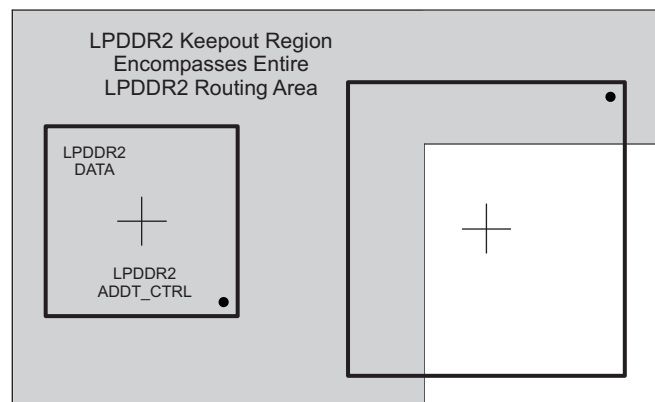 LPDDR2 Keepout Region
Encompasses Entire
LPDDR2 Routing Area
LPDDR2
DATA
LPDDR2
ADDT_CTRL